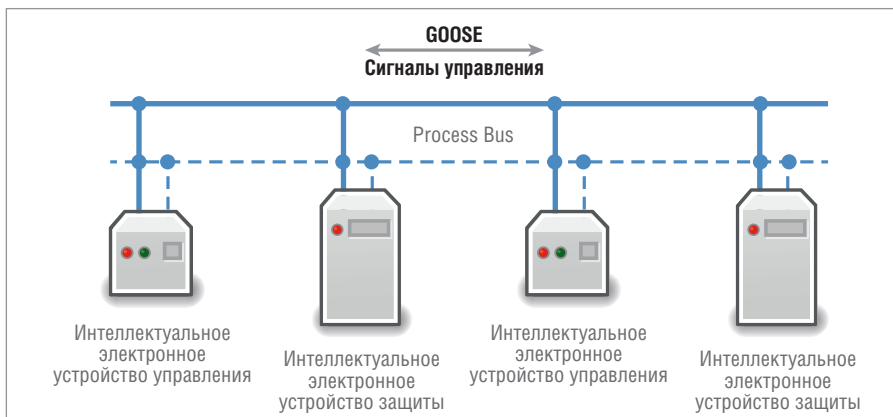 GOOSE
Сигналы управления
Process Bus
Интеллектуальное
электронное
устройство управления
Интеллектуальное
электронное
устройство защиты
Интеллектуальное
электронное
устройство управления
Интеллектуальное
электронное
устройство защиты